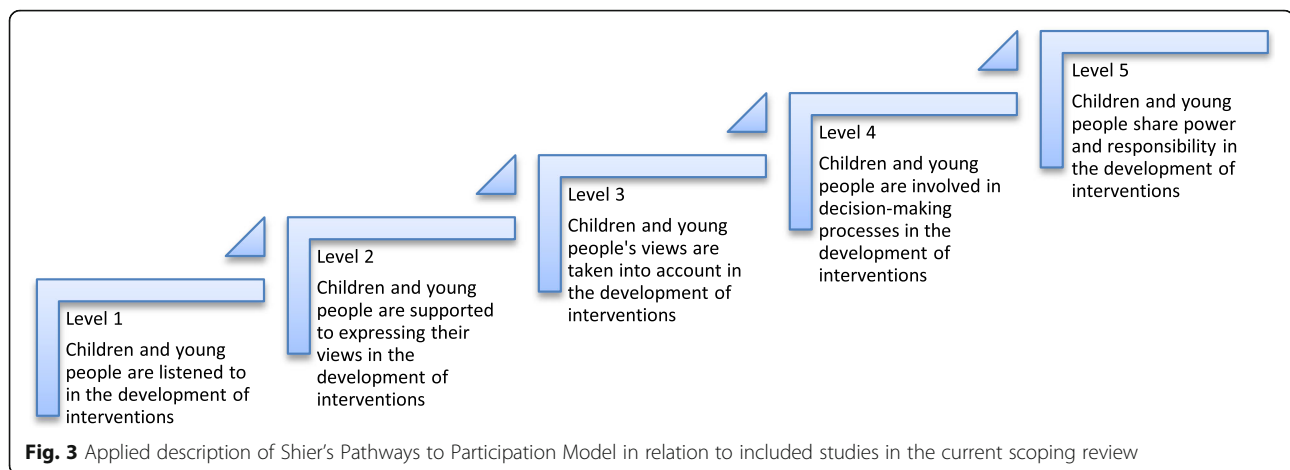 Level 1
Children and young
people are listened to
in the development of
interventions
Level 2
Children and young
people are supported
to expressing their
views in the
development of
interventions
Level 3
Children and young
people's views are
taken into account in
the development of
interventions
Level 4
Children and young
people are involved in
decision-making
processes in the
development of
interventions
Level 5
Children and young
people share power
and responsibility in
the development of
interventions
Fig. 3 Applied description of Shier’s Pathways to Participation Model in relation to included studies in the current scoping review